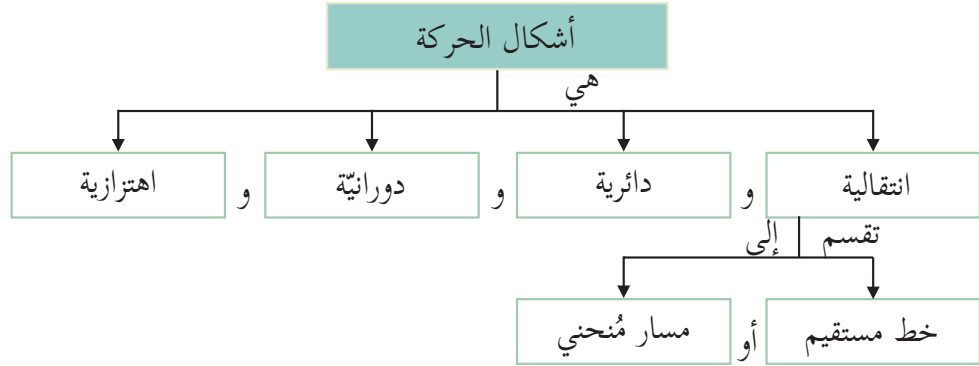 أشكال الحركة
هي
انتقالية و دائرية و دورانيّة و اهتزازية
تقسم إلى
خط مستقيم أو مسار مُنحني